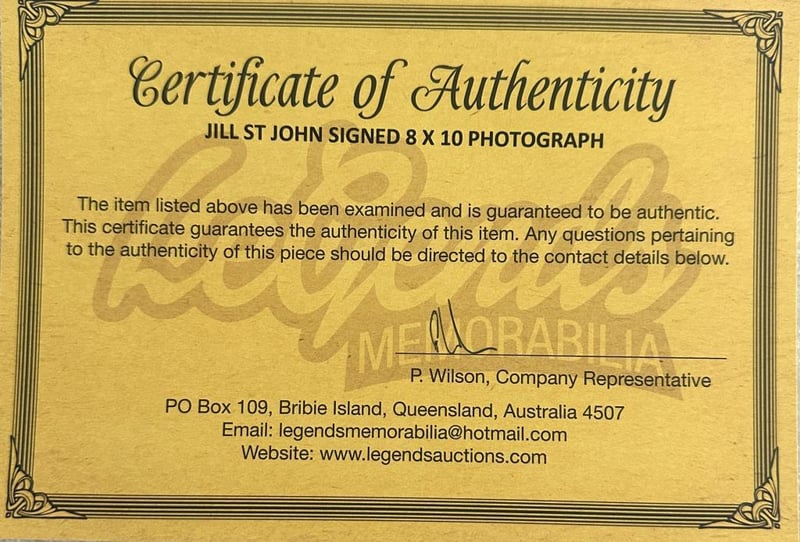 Certificate of Authenticity
JILL ST JOHN SIGNED 8 X 10 PHOTOGRAPH
The item listed above has been examined and is guaranteed to be authentic.
This certificate guarantees the authenticity of this item. Any questions pertaining
to the authenticity of this piece should be directed to the contact details below.
Legends
MEMORABILIA
P. Wilson, Company Representative
PO Box 109, Bribie Island, Queensland, Australia 4507
Email: legendsmemorabilia@hotmail.com
Website: www.legendsauctions.com